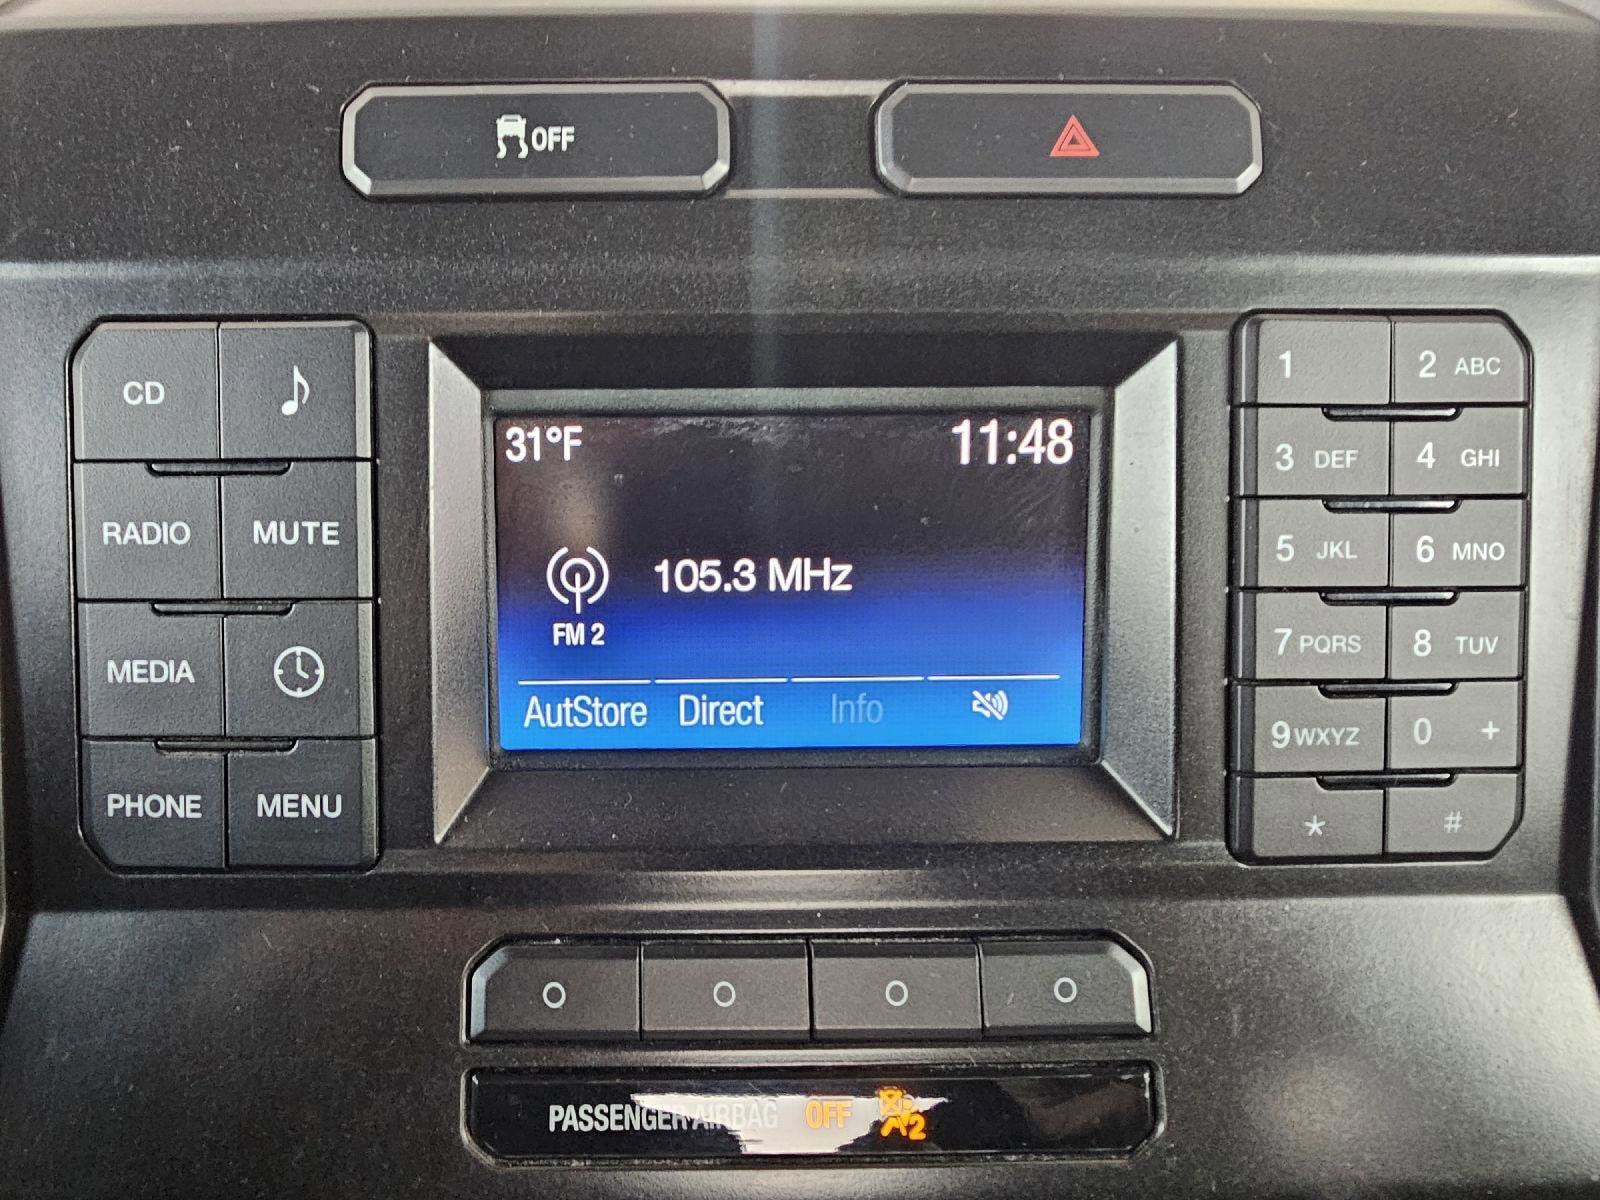 OFF
31°F 11:48
105.3 MHz
FM 2
AutStore Direct Info
CD
RADIO MUTE
MEDIA
PHONE MENU
1 2 ABC
3 DEF 4 GHI
5 JKL 6 MNO
7 PQRS 8 TUV
9 WXYZ 0 +
* #
PASSENGER AIRBAG OFF 2